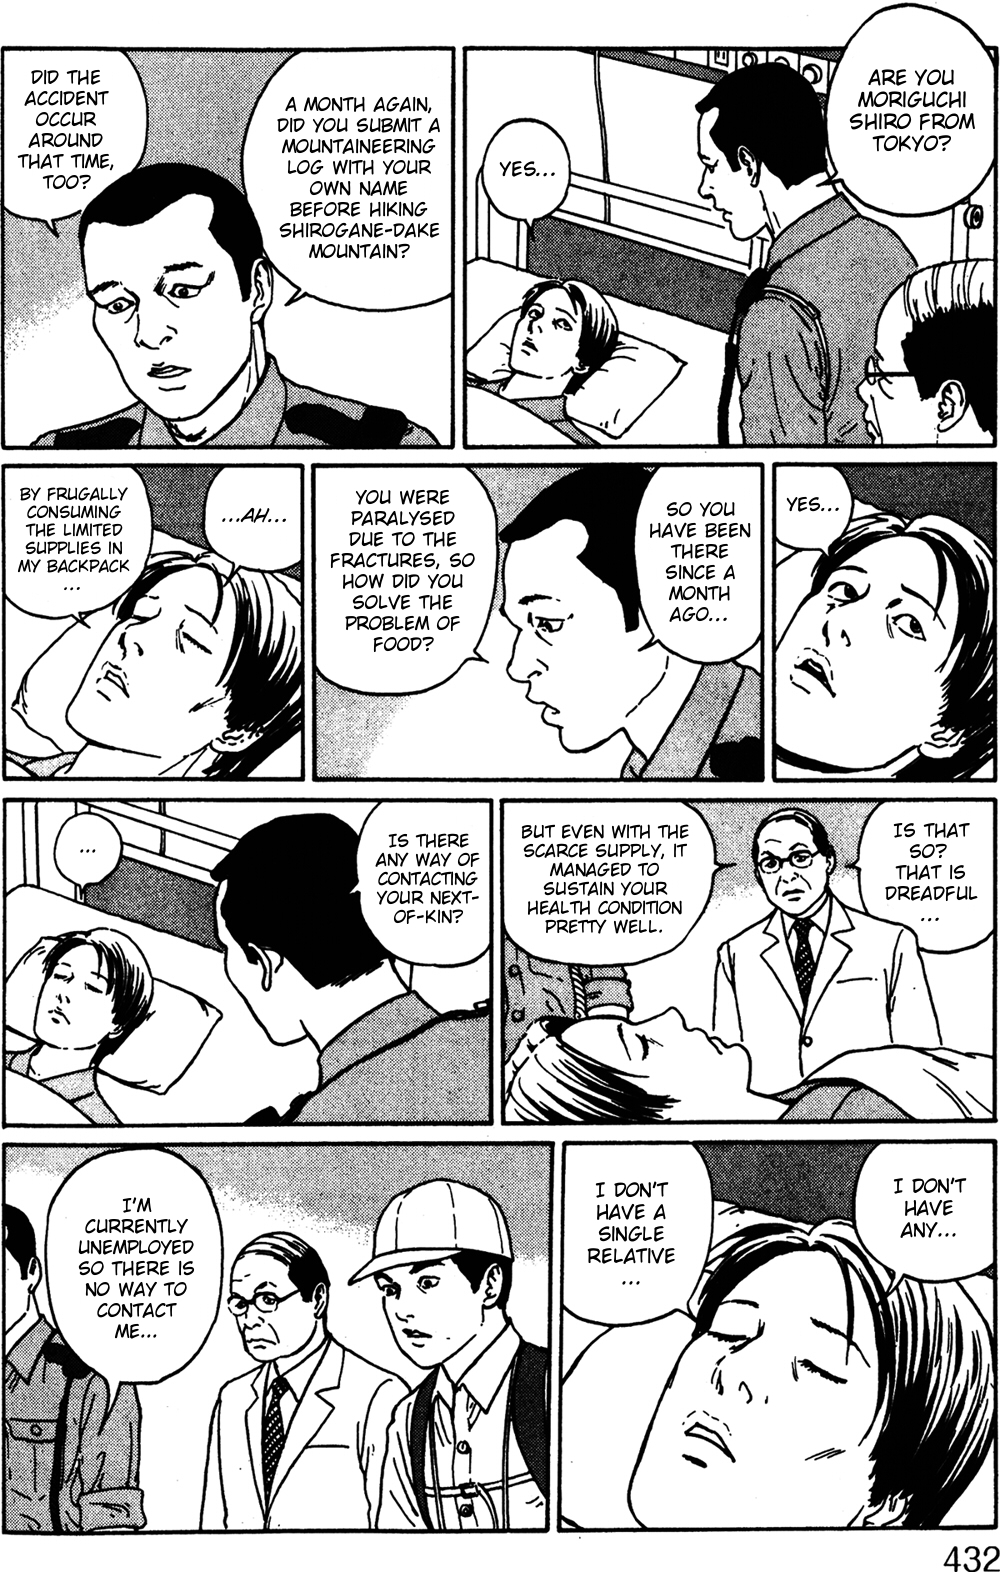 ARE YOU
MORIGUCHI
SHIRO FROM
TOKYO?
YES...
A MONTH AGAIN,
DID YOU SUBMIT A
MOUNTAINEERING
LOG WITH YOUR
OWN NAME
BEFORE HIKING
SHIROGANE-DAKE
MOUNTAIN?
DID THE
ACCIDENT
OCCUR
AROUND
THAT TIME,
TOO?
YES...
SO YOU
HAVE BEEN
THERE
SINCE A
MONTH
AGO...
YOU WERE
PARALYSED
DUE TO THE
FRACTURES, SO
HOW DID YOU
SOLVE THE
PROBLEM OF
FOOD?
...AH...
BY FRUGALLY
CONSUMING
THE LIMITED
SUPPLIES IN
MY BACKPACK
...
IS THAT
SO?
THAT IS
DREADFUL
...
BUT EVEN WITH THE
SCARCE SUPPLY, IT
MANAGED TO
SUSTAIN YOUR
HEALTH CONDITION
PRETTY WELL.
IS THERE
ANY WAY OF
CONTACTING
YOUR NEXT-
OF-KIN?
...
I DON'T
HAVE
ANY...
I DON'T
HAVE A
SINGLE
RELATIVE
...
I'M
CURRENTLY
UNEMPLOYED
SO THERE IS
NO WAY TO
CONTACT
ME...
432